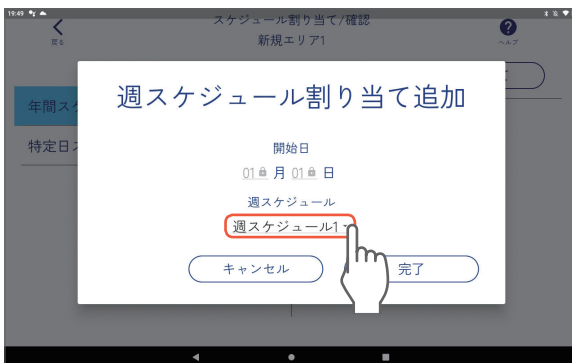 19:49
スケジュール割り当て/確認
戻る
新規エリア1
?
ヘルプ
年間ス
特定日ス
週スケジュール割り当て追加
開始日
01 月 01 日
週スケジュール
週スケジュール1
キャンセル
完了